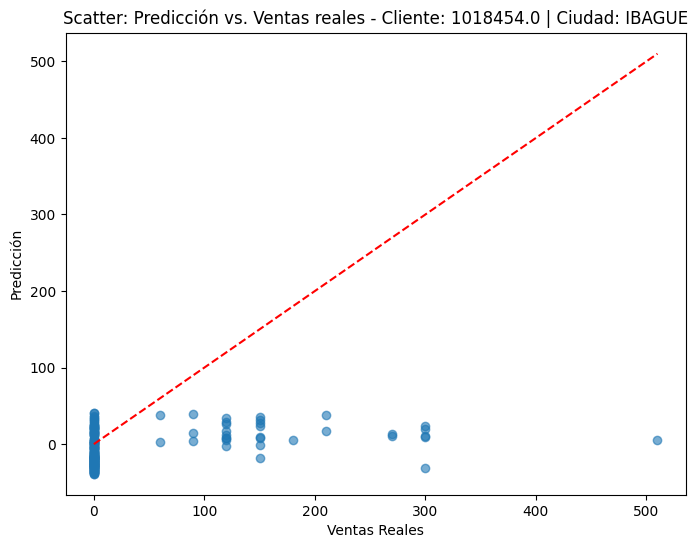 Scatter: Predicción vs. Ventas reales - Cliente: 1018454.0 | Ciudad: IBAGUE
500
400
300
200
100
0
Predicción
0 100 200 300 400 500
Ventas Reales